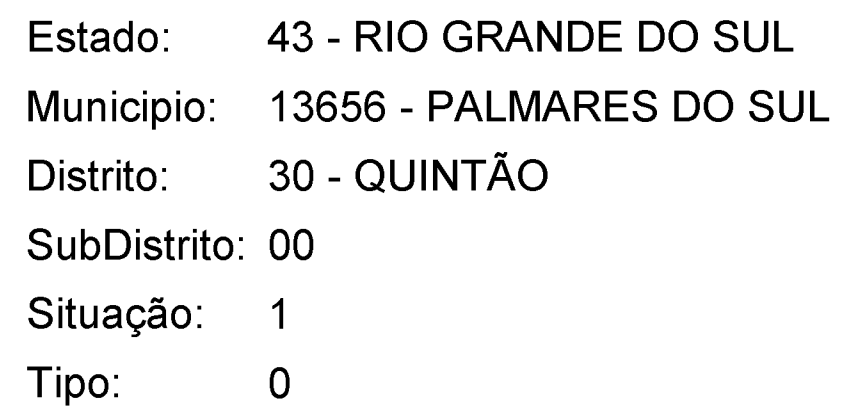 Estado: 43 - RIO GRANDE DO SUL
Municipio: 13656 - PALMARES DO SUL
Distrito: 30 - QUINTÃO
SubDistrito: 00
Situação: 1
Tipo: 0